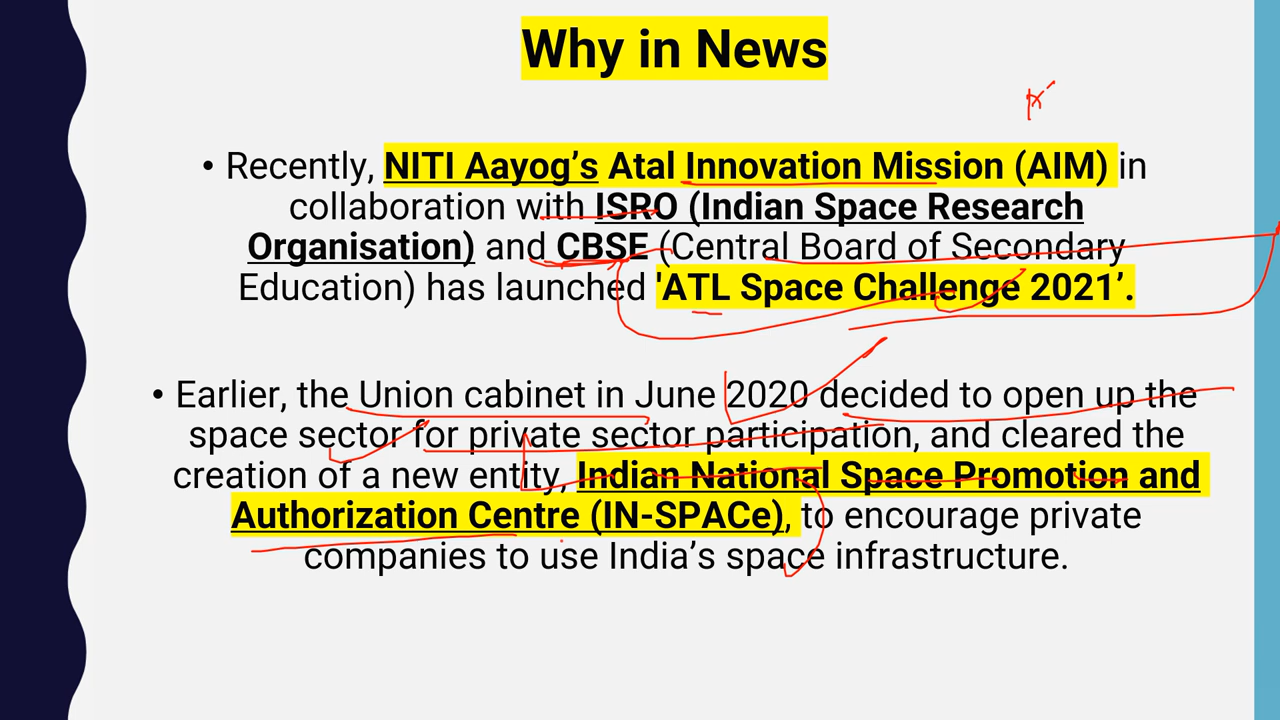 Why in News
• Recently, NITI Aayog’s Atal Innovation Mission (AIM) in
collaboration with ISRO (Indian Space Research
Organisation) and CBSE (Central Board of Secondary
Education) has launched 'ATL Space Challenge 2021’.
• Earlier, the Union cabinet in June 2020 decided to open up the
space sector for private sector participation, and cleared the
creation of a new entity, Indian National Space Promotion and
Authorization Centre (IN-SPACe), to encourage private
companies to use India’s space infrastructure.